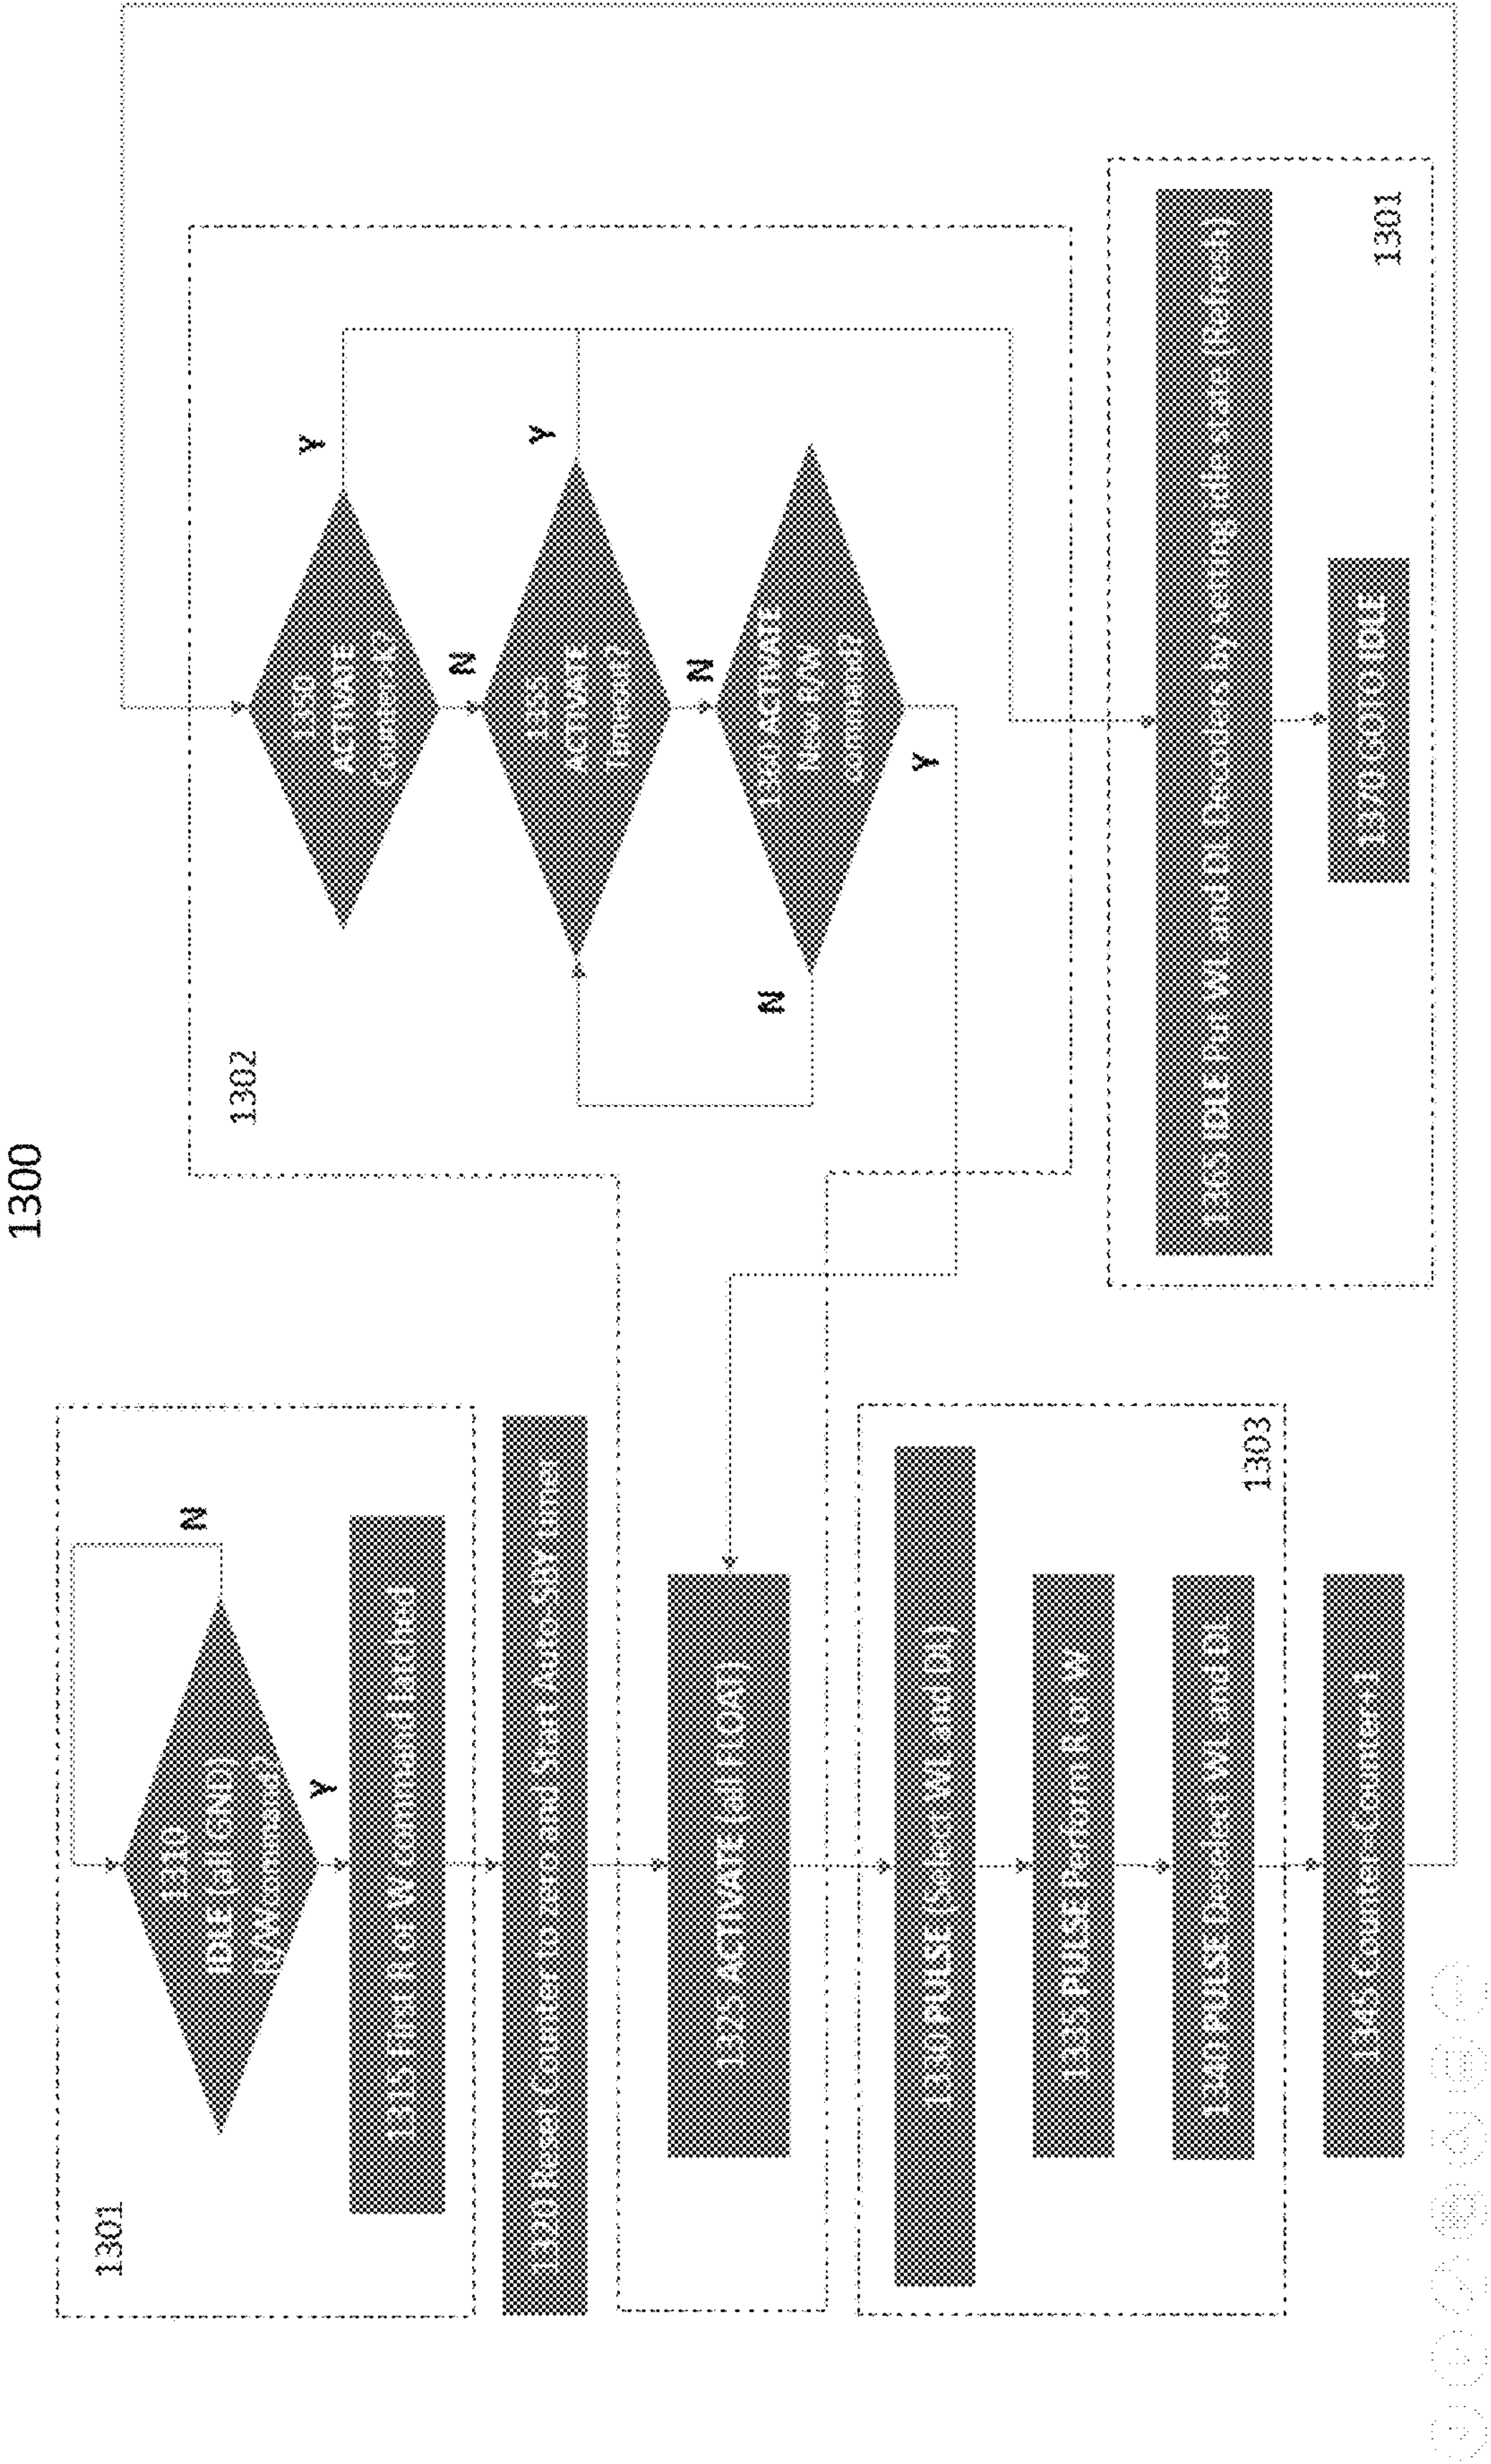 1300
1301
1310
IDLE (all GND)
R/W command?
N
Y
1315 First R or W command latched
1320 Reset Counter to zero and Start Auto SBY timer
1325 ACTIVATE (all FLOAT)
1330 PULSE (Select WL and DL)
1335 PULSE Perform R or W
1340 PULSE Deselect WL and DL
1303
1345 Counter=Counter+1
1302
1350
ACTIVATE
Y
N
1355
ACTIVATE
Timeout?
Y
N
1360 ACTIVATE
New R/W
command?
N
Y
1365 IDLE Put WL and DL Decoders by setting idle state (Refresh)
1370 GOTO IDLE
1301